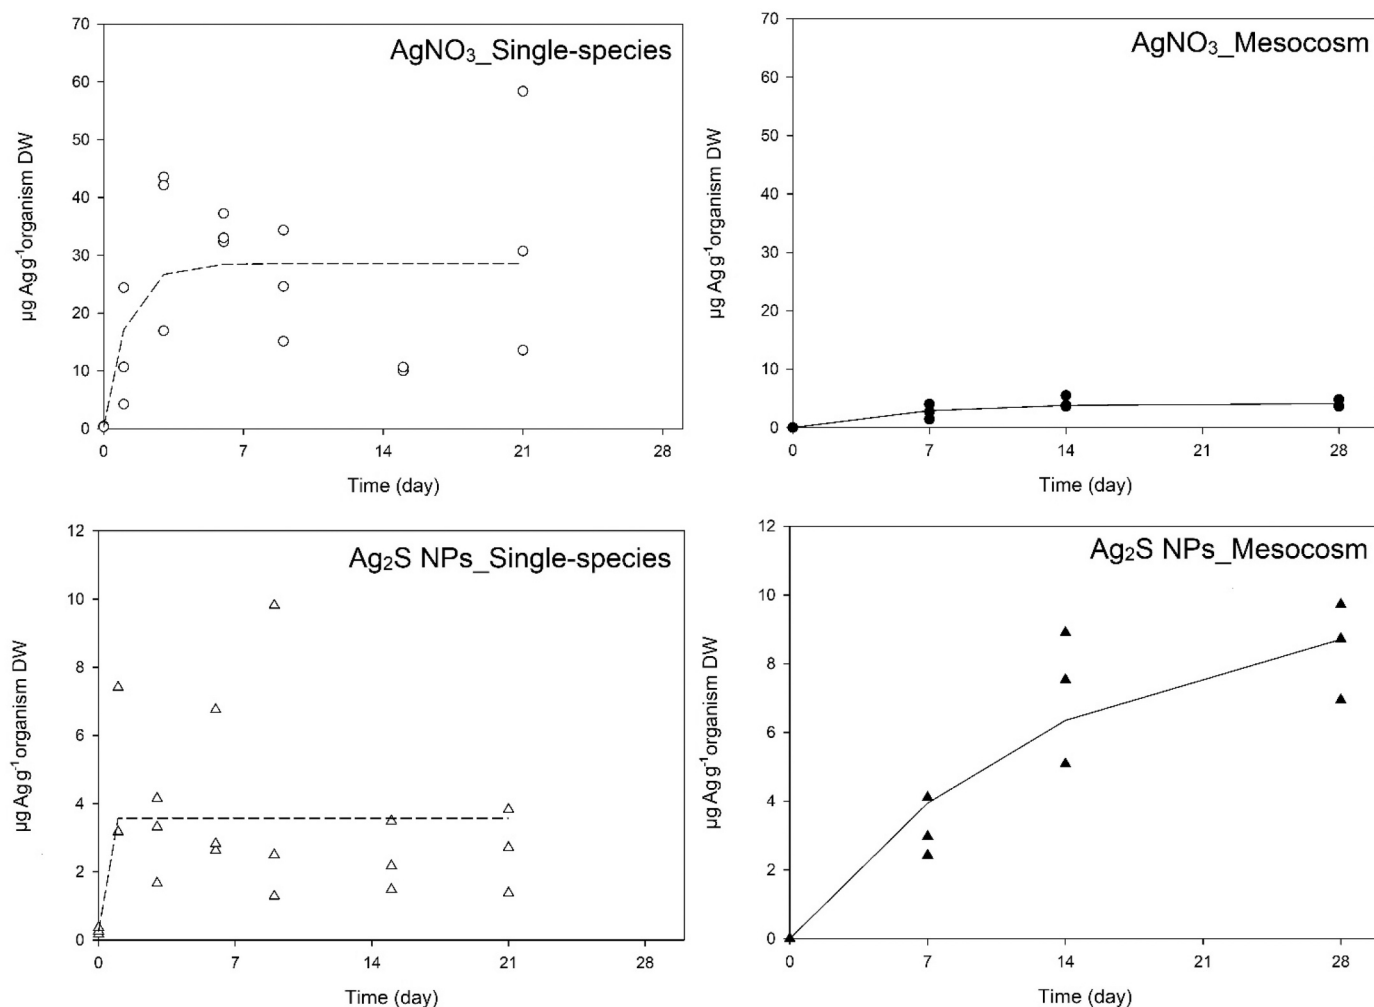 AgNO₃_Single-species
70
60
50
40
30
20
10
0
µg Ag g⁻¹organism DW
0 7 14 21 28
Time (day)
AgNO₃_Mesocosm
70
60
50
40
30
20
10
0
µg Ag g⁻¹organism DW
0 7 14 21 28
Time (day)
Ag₂S NPs_Single-species
12
10
8
6
4
2
0
µg Ag g⁻¹organism DW
0 7 14 21 28
Time (day)
Ag₂S NPs_Mesocosm
12
10
8
6
4
2
0
µg Ag g⁻¹organism DW
0 7 14 21 28
Time (day)